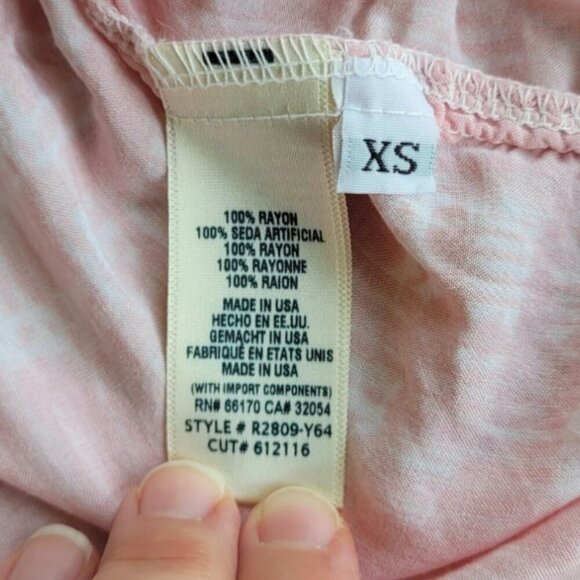 XS
100% RAYON
100% SEDA ARTIFICIAL
100% RAYON
100% RAYONNE
100% RAION
MADE IN USA
HECHO EN EE.UU.
GEMACHT IN USA
FABRIQUÉ EN ETATS UNIS
MADE IN USA
(WITH IMPORT COMPONENTS)
RN# 66170 CA# 32054
STYLE # R2809-Y64
CUT# 612116